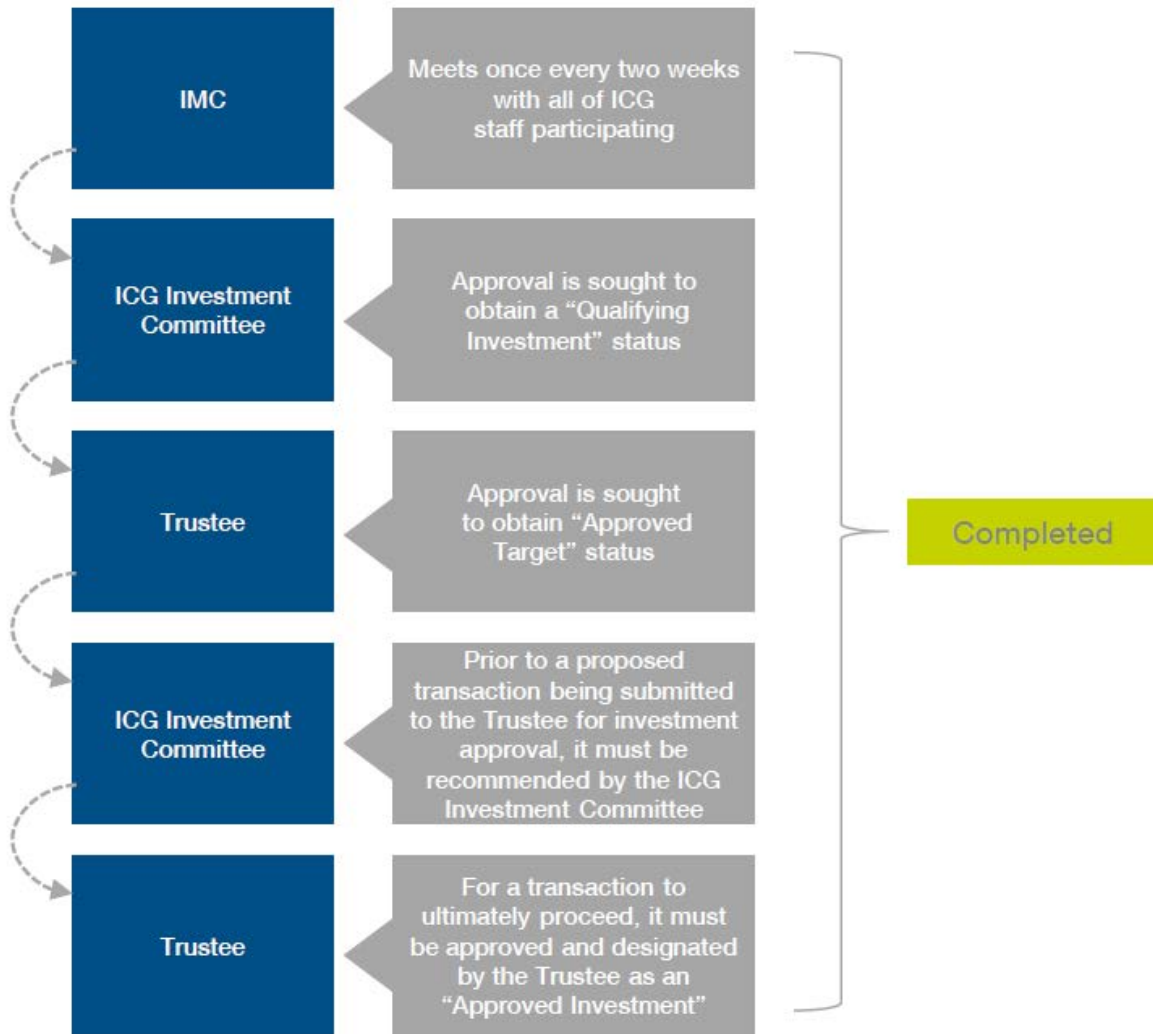 IMC
Meets once every two weeks
with all of ICG
staff participating
ICG Investment
Committee
Approval is sought to
obtain a “Qualifying
Investment” status
Trustee
Approval is sought
to obtain “Approved
Target” status
Completed
ICG Investment
Committee
Prior to a proposed
transaction being submitted
to the Trustee for investment
approval, it must be
recommended by the ICG
Investment Committee
Trustee
For a transaction to
ultimately proceed, it must
be approved and designated
by the Trustee as an
“Approved Investment”